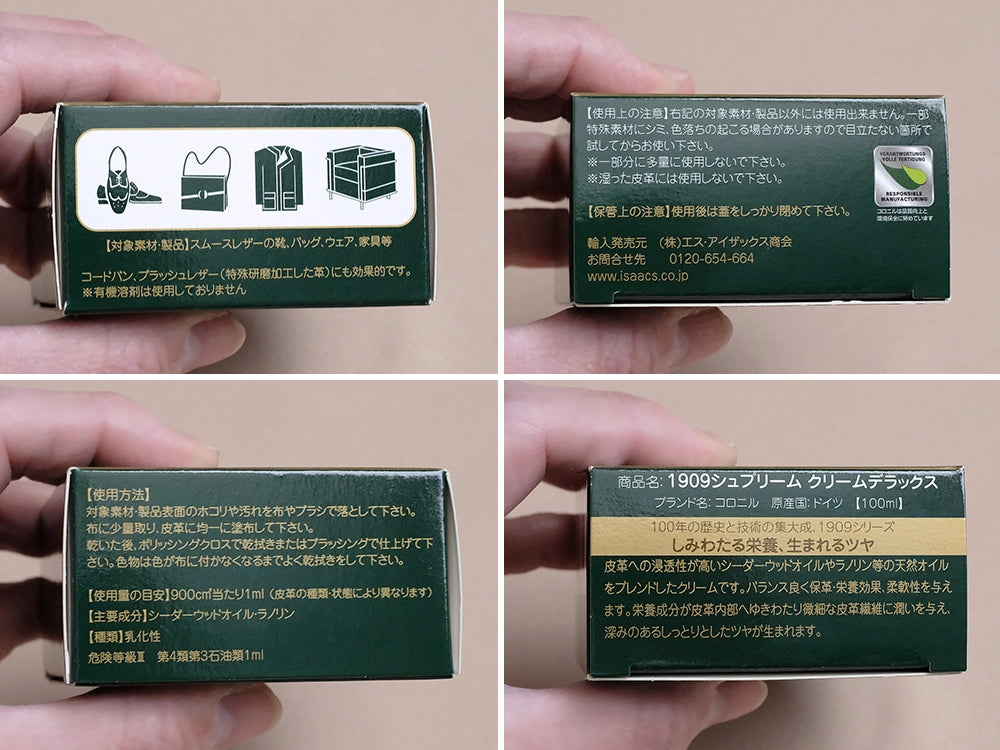 【対象素材・製品】スムースレザーの靴、バッグ、ウェア、家具等
コードバン、ブラッシュレザー（特殊研磨加工した革）にも効果的です。
※有機溶剤は使用しておりません
【使用上の注意】右記の対象素材・製品以外には使用出来ません。一部
特殊素材にシミ、色落ちの起こる場合がありますので目立たない箇所で
試してからお使い下さい。
※一部分に多量に使用しないで下さい。
※湿った皮革には使用しないで下さい。
VERANTWORTUNGS
VOLLE FERTIGUNG
RESPONSIBLE
MANUFACTURING
コロニルは品質向上と
環境保全に努めています
【保管上の注意】使用後は蓋をしっかり閉めて下さい。
輸入発売元 （株）エス・アイザックス商会
お問合せ先 0120-654-664
www.isaacs.co.jp
【使用方法】
対象素材・製品表面のホコリや汚れを布やブラシで落として下さい。
布に少量取り、皮革に均一に塗布して下さい。
乾いた後、ポリッシングクロスで乾拭きまたはブラッシングで仕上げて下
さい。色物は色が布に付かなくなるまでよく乾拭きをして下さい。
【使用量の目安】900c㎡当たり1ml（皮革の種類・状態により異なります）
【主要成分】シーダーウッドオイル・ラノリン
【種類】乳化性
危険等級Ⅲ 第4類第3石油類1ml
商品名：1909シュプリーム クリームデラックス
ブランド名：コロニル 原産国：ドイツ 【100ml】
100年の歴史と技術の集大成、1909シリーズ
しみわたる栄養、生まれるツヤ
皮革への浸透性が高いシーダーウッドオイルやラノリン等の天然オイル
をブレンドしたクリームです。バランス良く保革・栄養効果、柔軟性を与え
ます。栄養成分が皮革内部へゆきわたり微細な皮革繊維に潤いを与え、
深みのあるしっとりとしたツヤが生まれます。